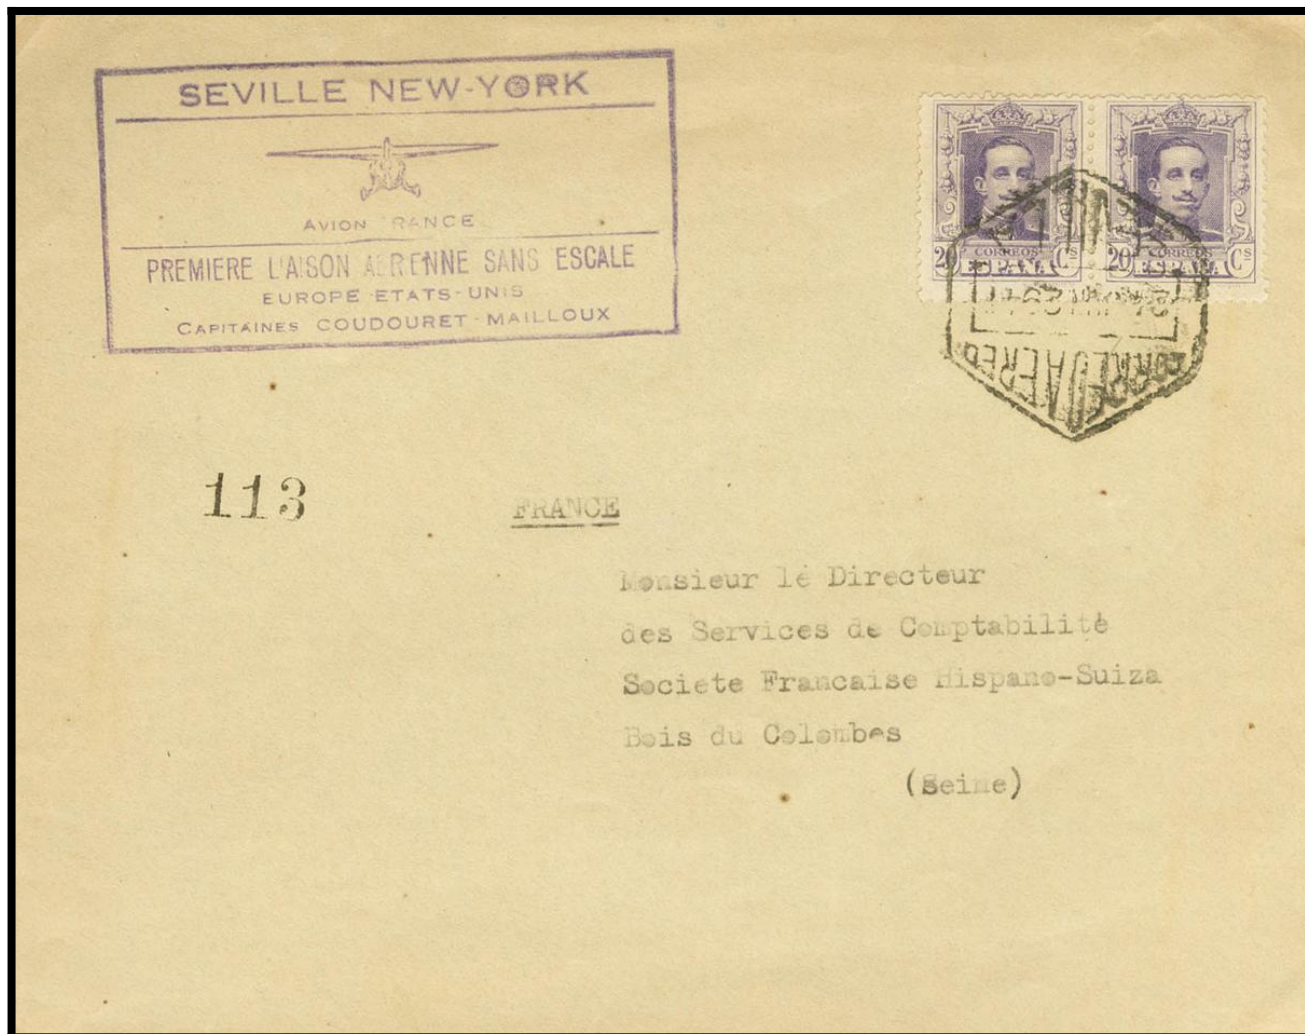 SEVILLE NEW-YORK
AVION FRANCE
PREMIERE LIAISON AERIENNE SANS ESCALE
EUROPE-ETATS-UNIS
CAPITAINES COUDOURET-MAILLOUX
CORREOS
20 ESPAÑA Cs
CORREOS
20 ESPAÑA Cs
CORREO AEREO
113
FRANCE
Monsieur le Directeur
des Services de Comptabilité
Societe Francaise Hispano-Suiza
Bois du Colombes
(Seine)